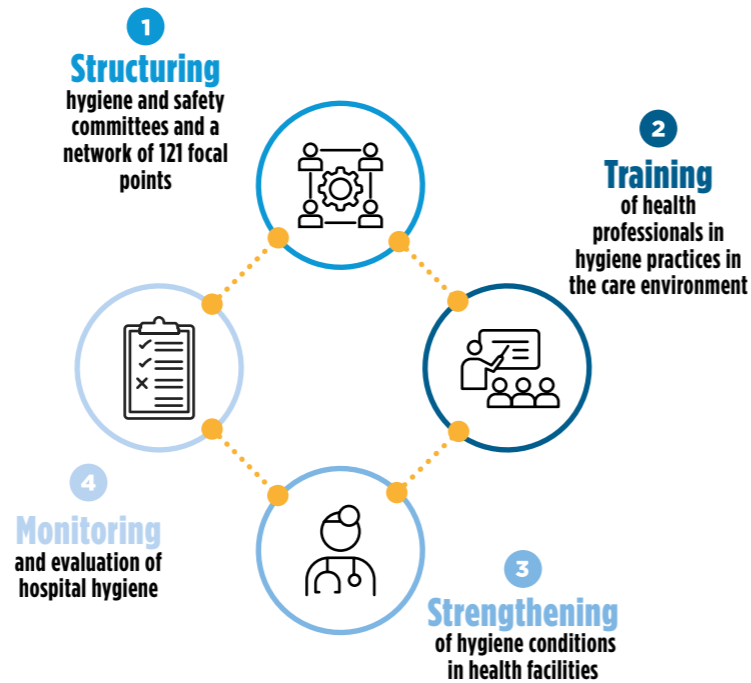 1
Structuring
hygiene and safety
committees and a
network of 121 focal
points
2
Training
of health
professionals in
hygiene practices in
the care environment
3
Strengthening
of hygiene conditions
in health facilities
4
Monitoring
and evaluation of
hospital hygiene